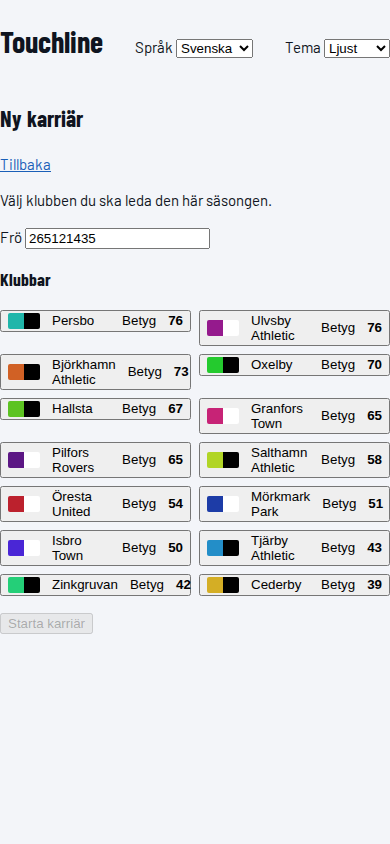 Touchline
Språk Svenska
Tema Ljust
Ny karriär
Tillbaka
Välj klubben du ska leda den här säsongen.
Frö 265121435
Klubbar
Persbo Betyg 76
Ulvsby Athletic Betyg 76
Björkhamn Athletic Betyg 73
Oxelby Betyg 70
Hallsta Betyg 67
Granfors Town Betyg 65
Pilfors Rovers Betyg 65
Salthamn Athletic Betyg 58
Öresta United Betyg 54
Mörkmark Park Betyg 51
Isbro Town Betyg 50
Tjärby Athletic Betyg 43
Zinkgruvan Betyg 42
Cederby Betyg 39
Starta karriär